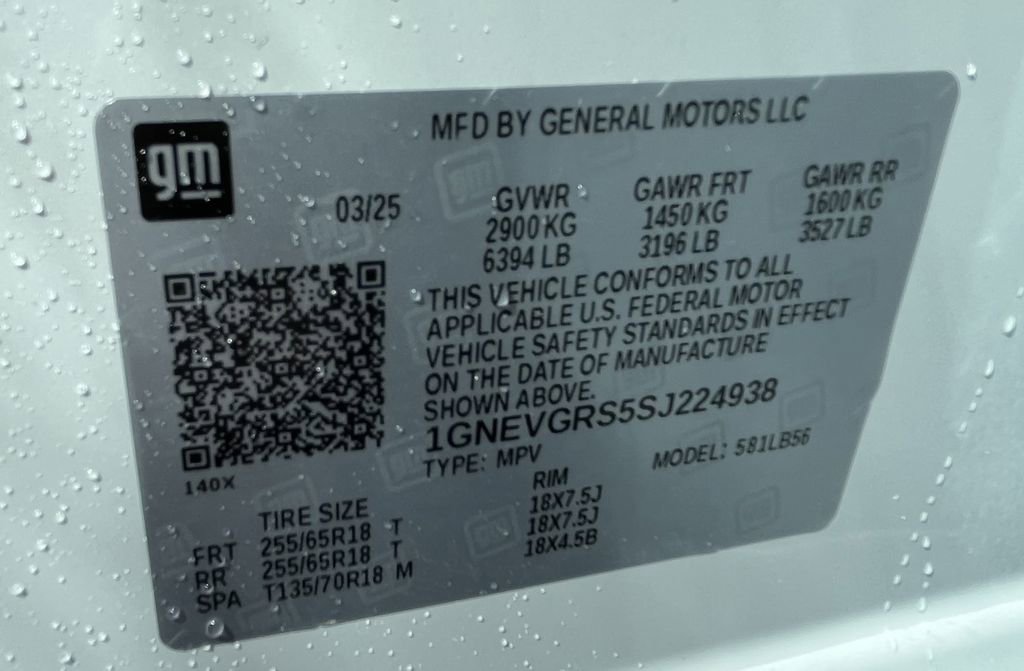 gm
MFD BY GENERAL MOTORS LLC
03/25
GVWR GAWR FRT GAWR RR
2900 KG 1450 KG 1600 KG
6394 LB 3196 LB 3527 LB
THIS VEHICLE CONFORMS TO ALL
APPLICABLE U.S. FEDERAL MOTOR
VEHICLE SAFETY STANDARDS IN EFFECT
ON THE DATE OF MANUFACTURE
SHOWN ABOVE.
1GNEVGRS5SJ224938
TYPE: MPV MODEL: 581LB56
140X
TIRE SIZE RIM
FRT 255/65R18 T 18X7.5J
RR 255/65R18 T 18X7.5J
SPA T135/70R18 M 18X4.5B